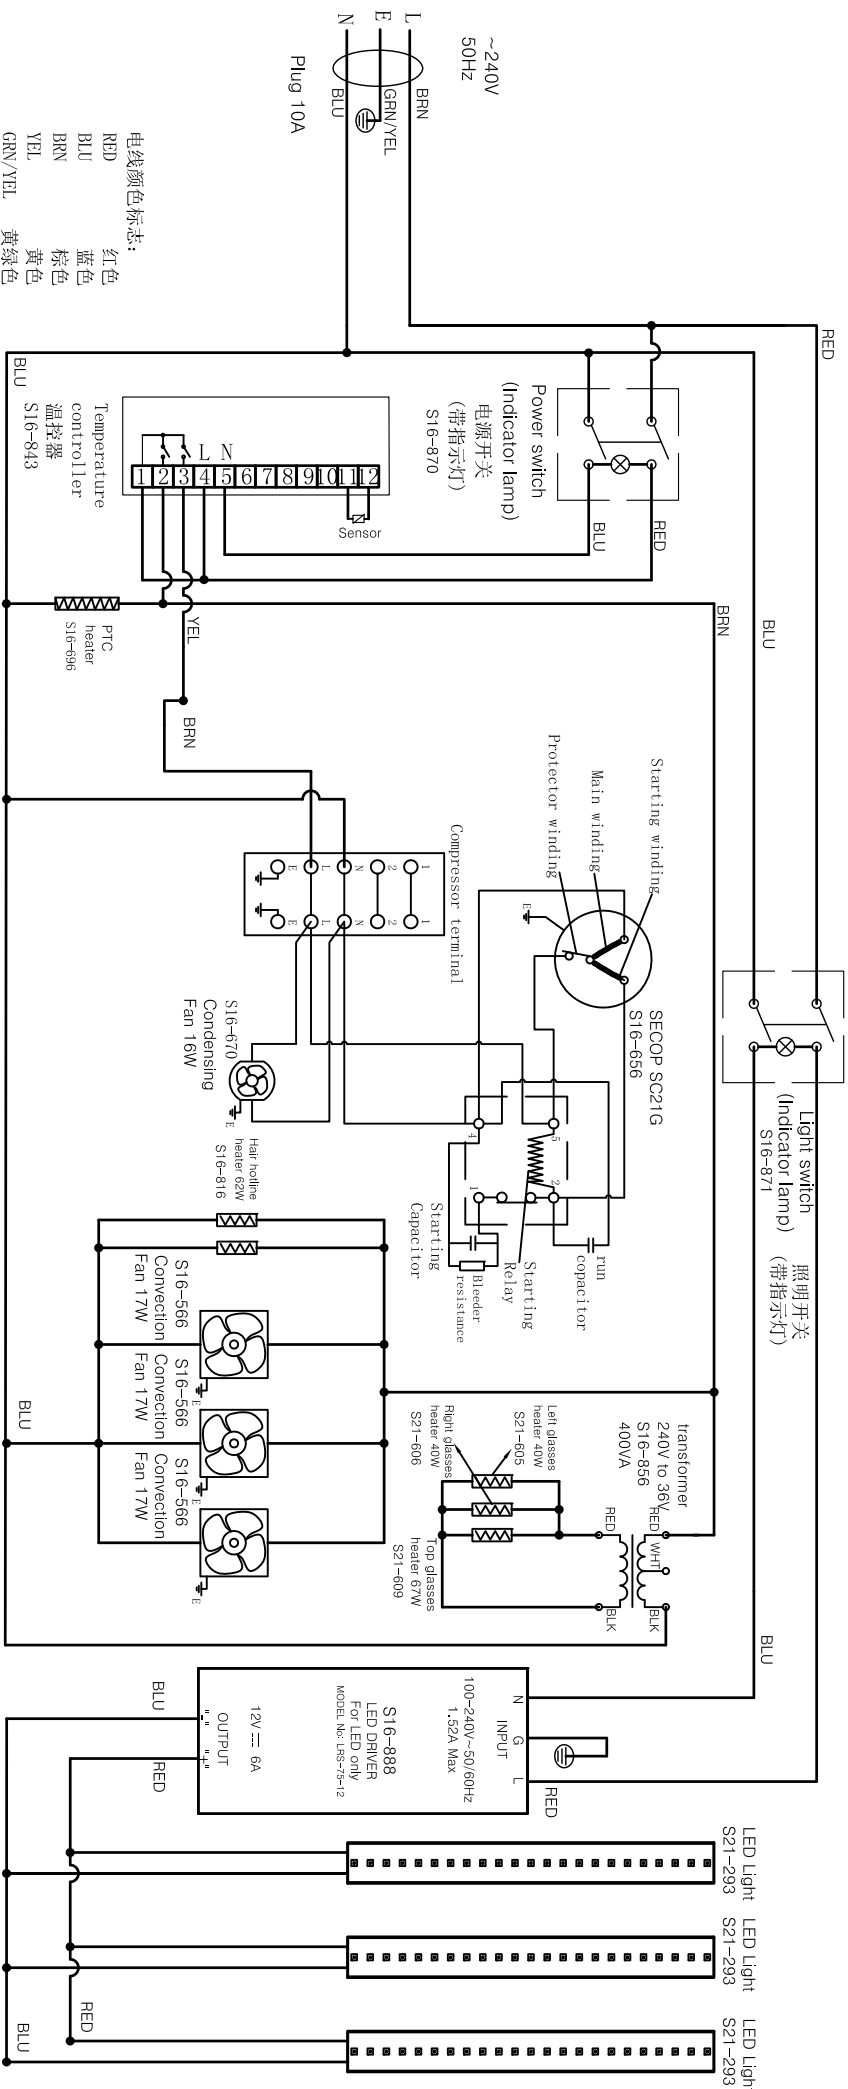 ~240V
50Hz
L
E
N
BRN
GRN/YEL
BLU
Plug 10A
电线颜色标志:
RED 红色
BLU 蓝色
BRN 棕色
YEL 黄色
GRN/YEL 黄绿色
RED
BLU
BLU
Power switch
(Indicator lamp)
电源开关
(带指示灯)
S16-870
RED
BLU
Temperature
controller
温控器
S16-843
L N
1 2 3 4 5 6 7 8 9 10 11 12
Sensor
BRN
YEL
BRN
PTC
heater
S16-696
Starting winding
Main winding
Protector winding
E
SECOP SC21G
S16-656
Compressor terminal
1
2
N
L
E
1
2
N
L
E
S16-670
Condensing
Fan 16W
E
5
4
2
1
run
copacitor
Starting
Relay
Bleeder
resistance
Starting
Capacitor
Light switch
(Indicator lamp)
S16-871
照明开关
(带指示灯)
Hair hotline
heater 62W
S16-816
S16-566
Convection
Fan 17W
E
S16-566
Convection
Fan 17W
E
S16-566
Convection
Fan 17W
E
BLU
transformer
240V to 36V
S16-856
400VA
RED
WHT
BLK
RED
BLK
Left glasses
heater 40W
S21-605
Right glasses
heater 40W
S21-606
Top glasses
heater 67W
S21-609
BLU
RED
N
G
L
INPUT
100-240V~50/60Hz
1.52A Max
S16-888
LED DRIVER
For LED only
MODEL No: LRS-75-12
12V 6A
OUTPUT
"-"
"+"
BLU
RED
LED Light
S21-293
LED Light
S21-293
LED Light
S21-293
RED
BLU